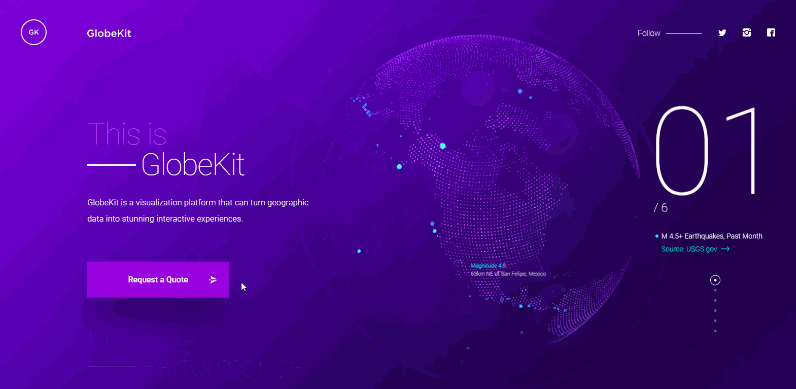 GK
GlobeKit
Follow
This is
GlobeKit
GlobeKit is a visualization platform that can turn geographic
data into stunning interactive experiences.
Request a Quote
01
/ 6
M 4.5+ Earthquakes, Past Month
Source: USGS.gov
Magnitude 4.6
63km NE of San Felipe, Mexico